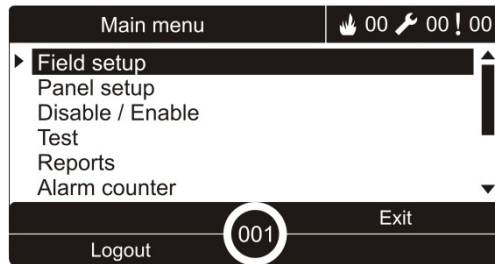 Main menu 00 00 ! 00
Field setup
Panel setup
Disable / Enable
Test
Reports
Alarm counter
Exit
001
Logout